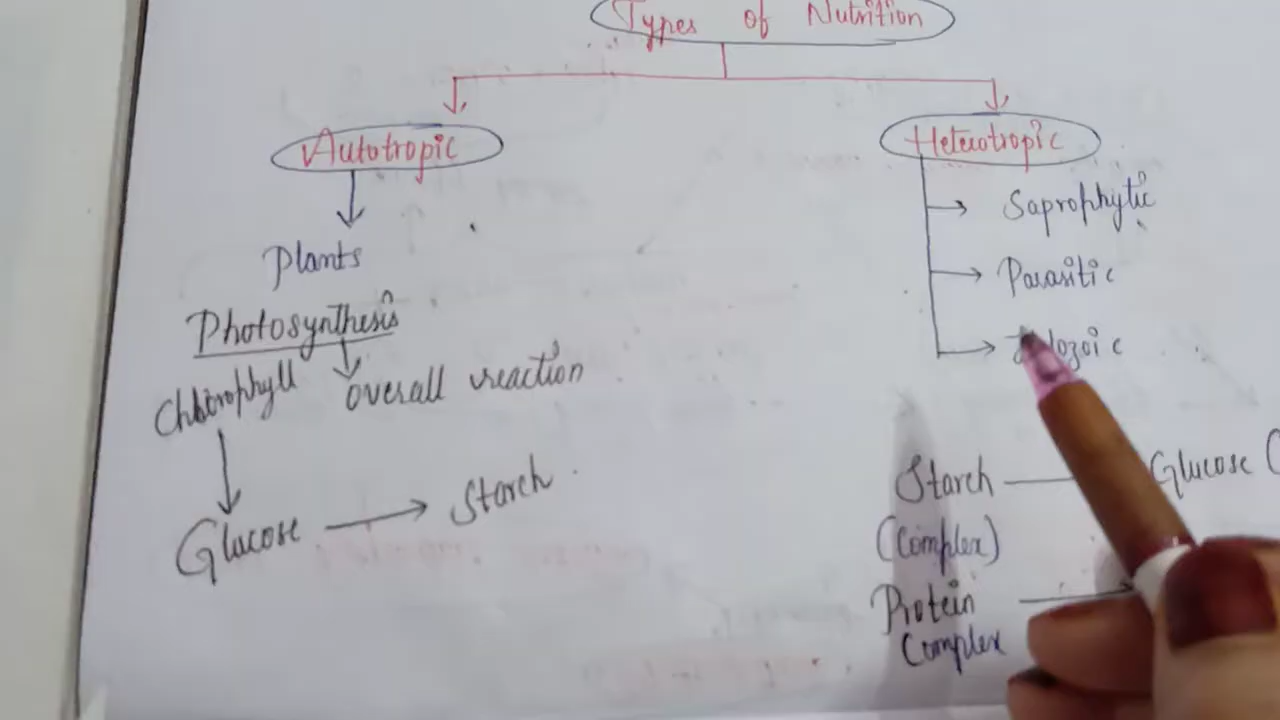 Types of Nutrition
Autotropic
Heterotropic
Plants
Photosynthesis
Chlorophyll
overall reaction
Glucose → Starch
Saprophytic
Parasitic
Starch
Glucose (
(Complex)
Protein
Complex